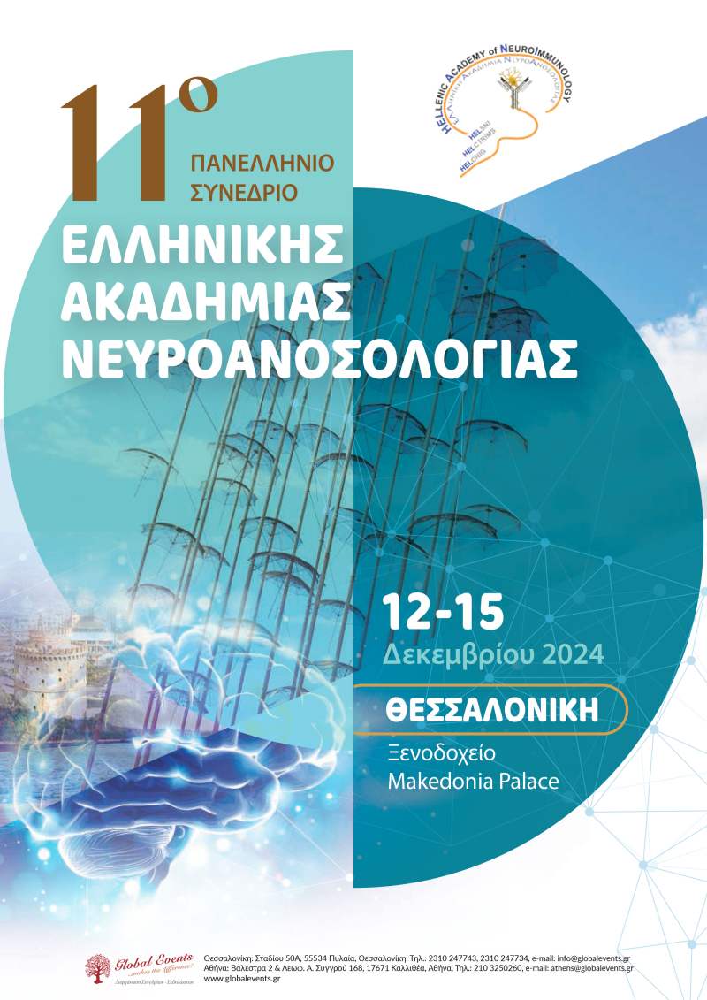 11ο
ΠΑΝΕΛΛΗΝΙΟ
ΣΥΝΕΔΡΙΟ
HELLENIC ACADEMY of NEUROIMMUNOLOGY
ΕΛΛΗΝΙΚΗ ΑΚΑΔΗΜΙΑ ΝΕΥΡΟΑΝΟΣΟΛΟΓΙΑΣ
HELSNI
HELCTRIMS
HELCNIG
ΕΛΛΗΝΙΚΗΣ
ΑΚΑΔΗΜΙΑΣ
ΝΕΥΡΟΑΝΟΣΟΛΟΓΙΑΣ
12-15
Δεκεμβρίου 2024
ΘΕΣΣΑΛΟΝΙΚΗ
Ξενοδοχείο
Makedonia Palace
Global Events
...makes the difference!
Διοργάνωση Συνεδρίων - Εκδηλώσεων
Θεσσαλονίκη: Σταδίου 50Α, 55534 Πυλαία, Θεσσαλονίκη, Τηλ.: 2310 247743, 2310 247734, e-mail: info@globalevents.gr
Αθήνα: Βαλέστρα 2 & Λεωφ. Α. Συγγρού 168, 17671 Καλλιθέα, Αθήνα, Τηλ.: 210 3250260, e-mail: athens@globalevents.gr
www.globalevents.gr